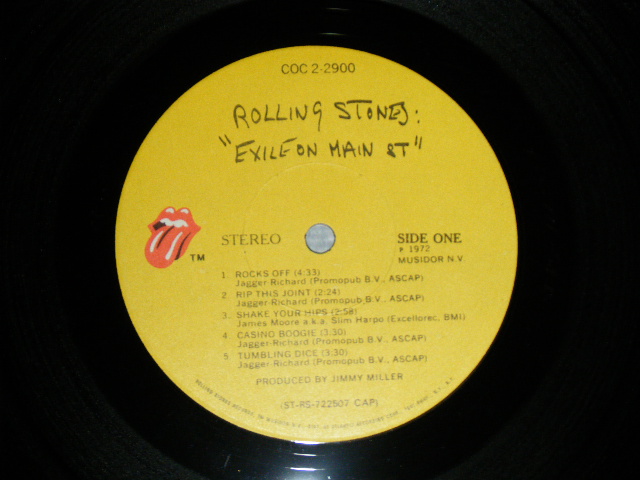 COC 2-2900
ROLLING STONES:
"EXILE ON MAIN ST"
TM
STEREO
SIDE ONE
℗ 1972
MUSIDOR N.V.
1. ROCKS OFF (4:33)
Jagger-Richard (Promopub B.V., ASCAP)
2. RIP THIS JOINT (2:24)
Jagger-Richard (Promopub B.V., ASCAP)
3. SHAKE YOUR HIPS (2:58)
James Moore a.k.a. Slim Harpo (Excellorec, BMI)
4. CASINO BOOGIE (3:30)
Jagger-Richard (Promopub B.V., ASCAP)
5 TUMBLING DICE (3:30)
Jagger-Richard (Promopub B.V., ASCAP)
PRODUCED BY JIMMY MILLER
(ST-RS-722507 CAP)